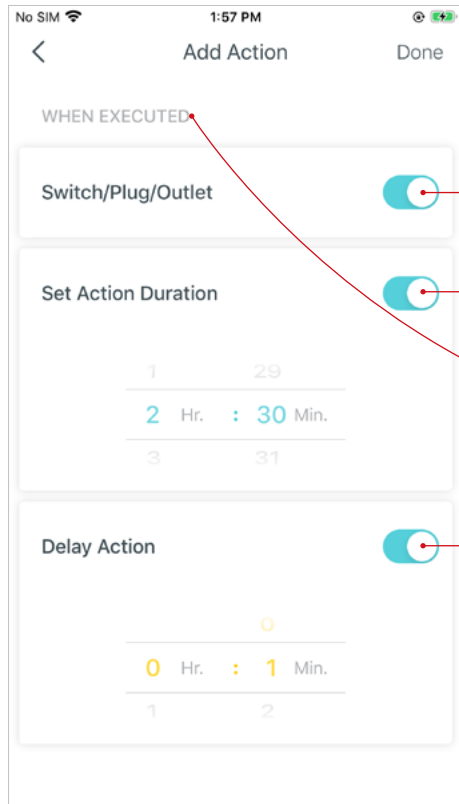 No SIM 1:57 PM
Add Action Done
WHEN EXECUTED
Switch/Plug/Outlet
Set Action Duration
1 29
2 Hr. : 30 Min.
3 31
Delay Action
0
0 Hr. : 1 Min.
1 2